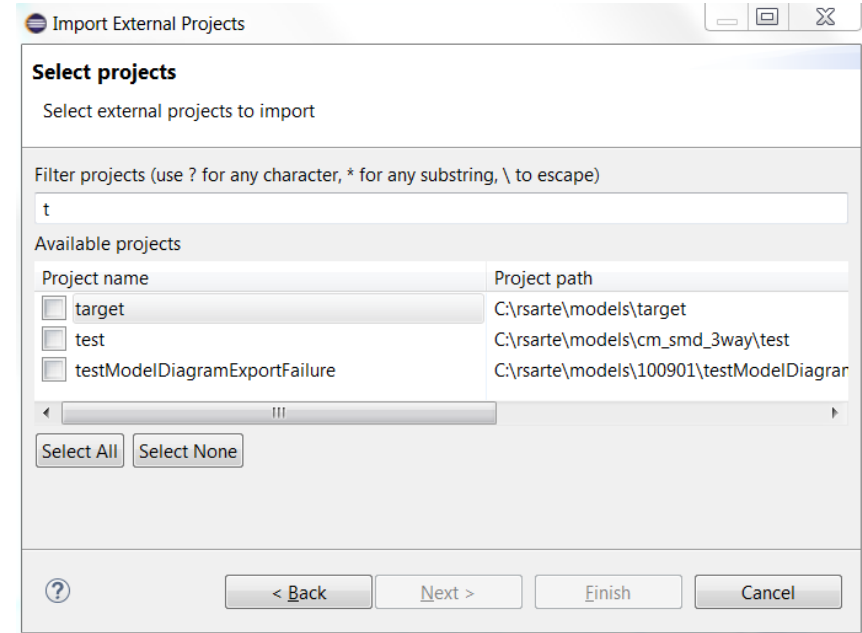 Import External Projects
Select projects
Select external projects to import
Filter projects (use ? for any character, * for any substring, \ to escape)
t
Available projects
Project name Project path
target C:\rsarte\models\target
test C:\rsarte\models\cm_smd_3way\test
testModelDiagramExportFailure C:\rsarte\models\100901\testModelDiagram
Select All Select None
? < Back Next > Finish Cancel